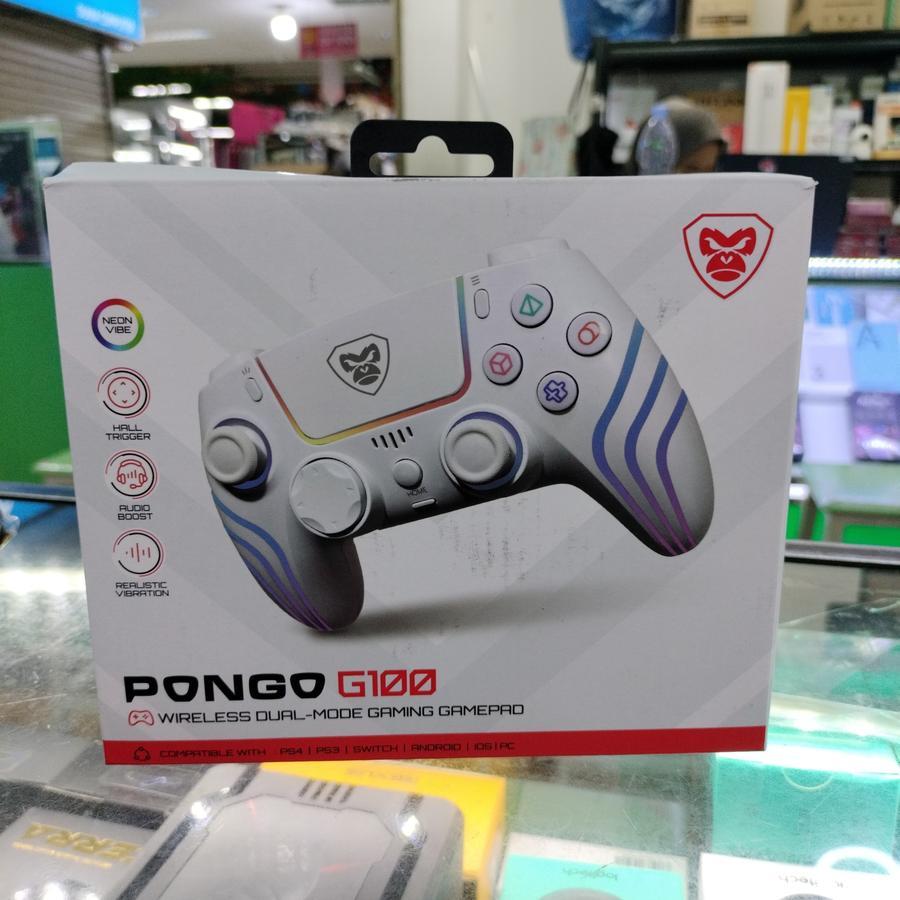 NEON
VIBE
HALL
TRIGGER
AUDIO
BOOST
REALISTIC
VIBRATION
HOME
PONGO G100
WIRELESS DUAL-MODE GAMING GAMEPAD
COMPATIBLE WITH PS4 | PS3 | SWITCH | ANDROID | IOS | PC
logitech